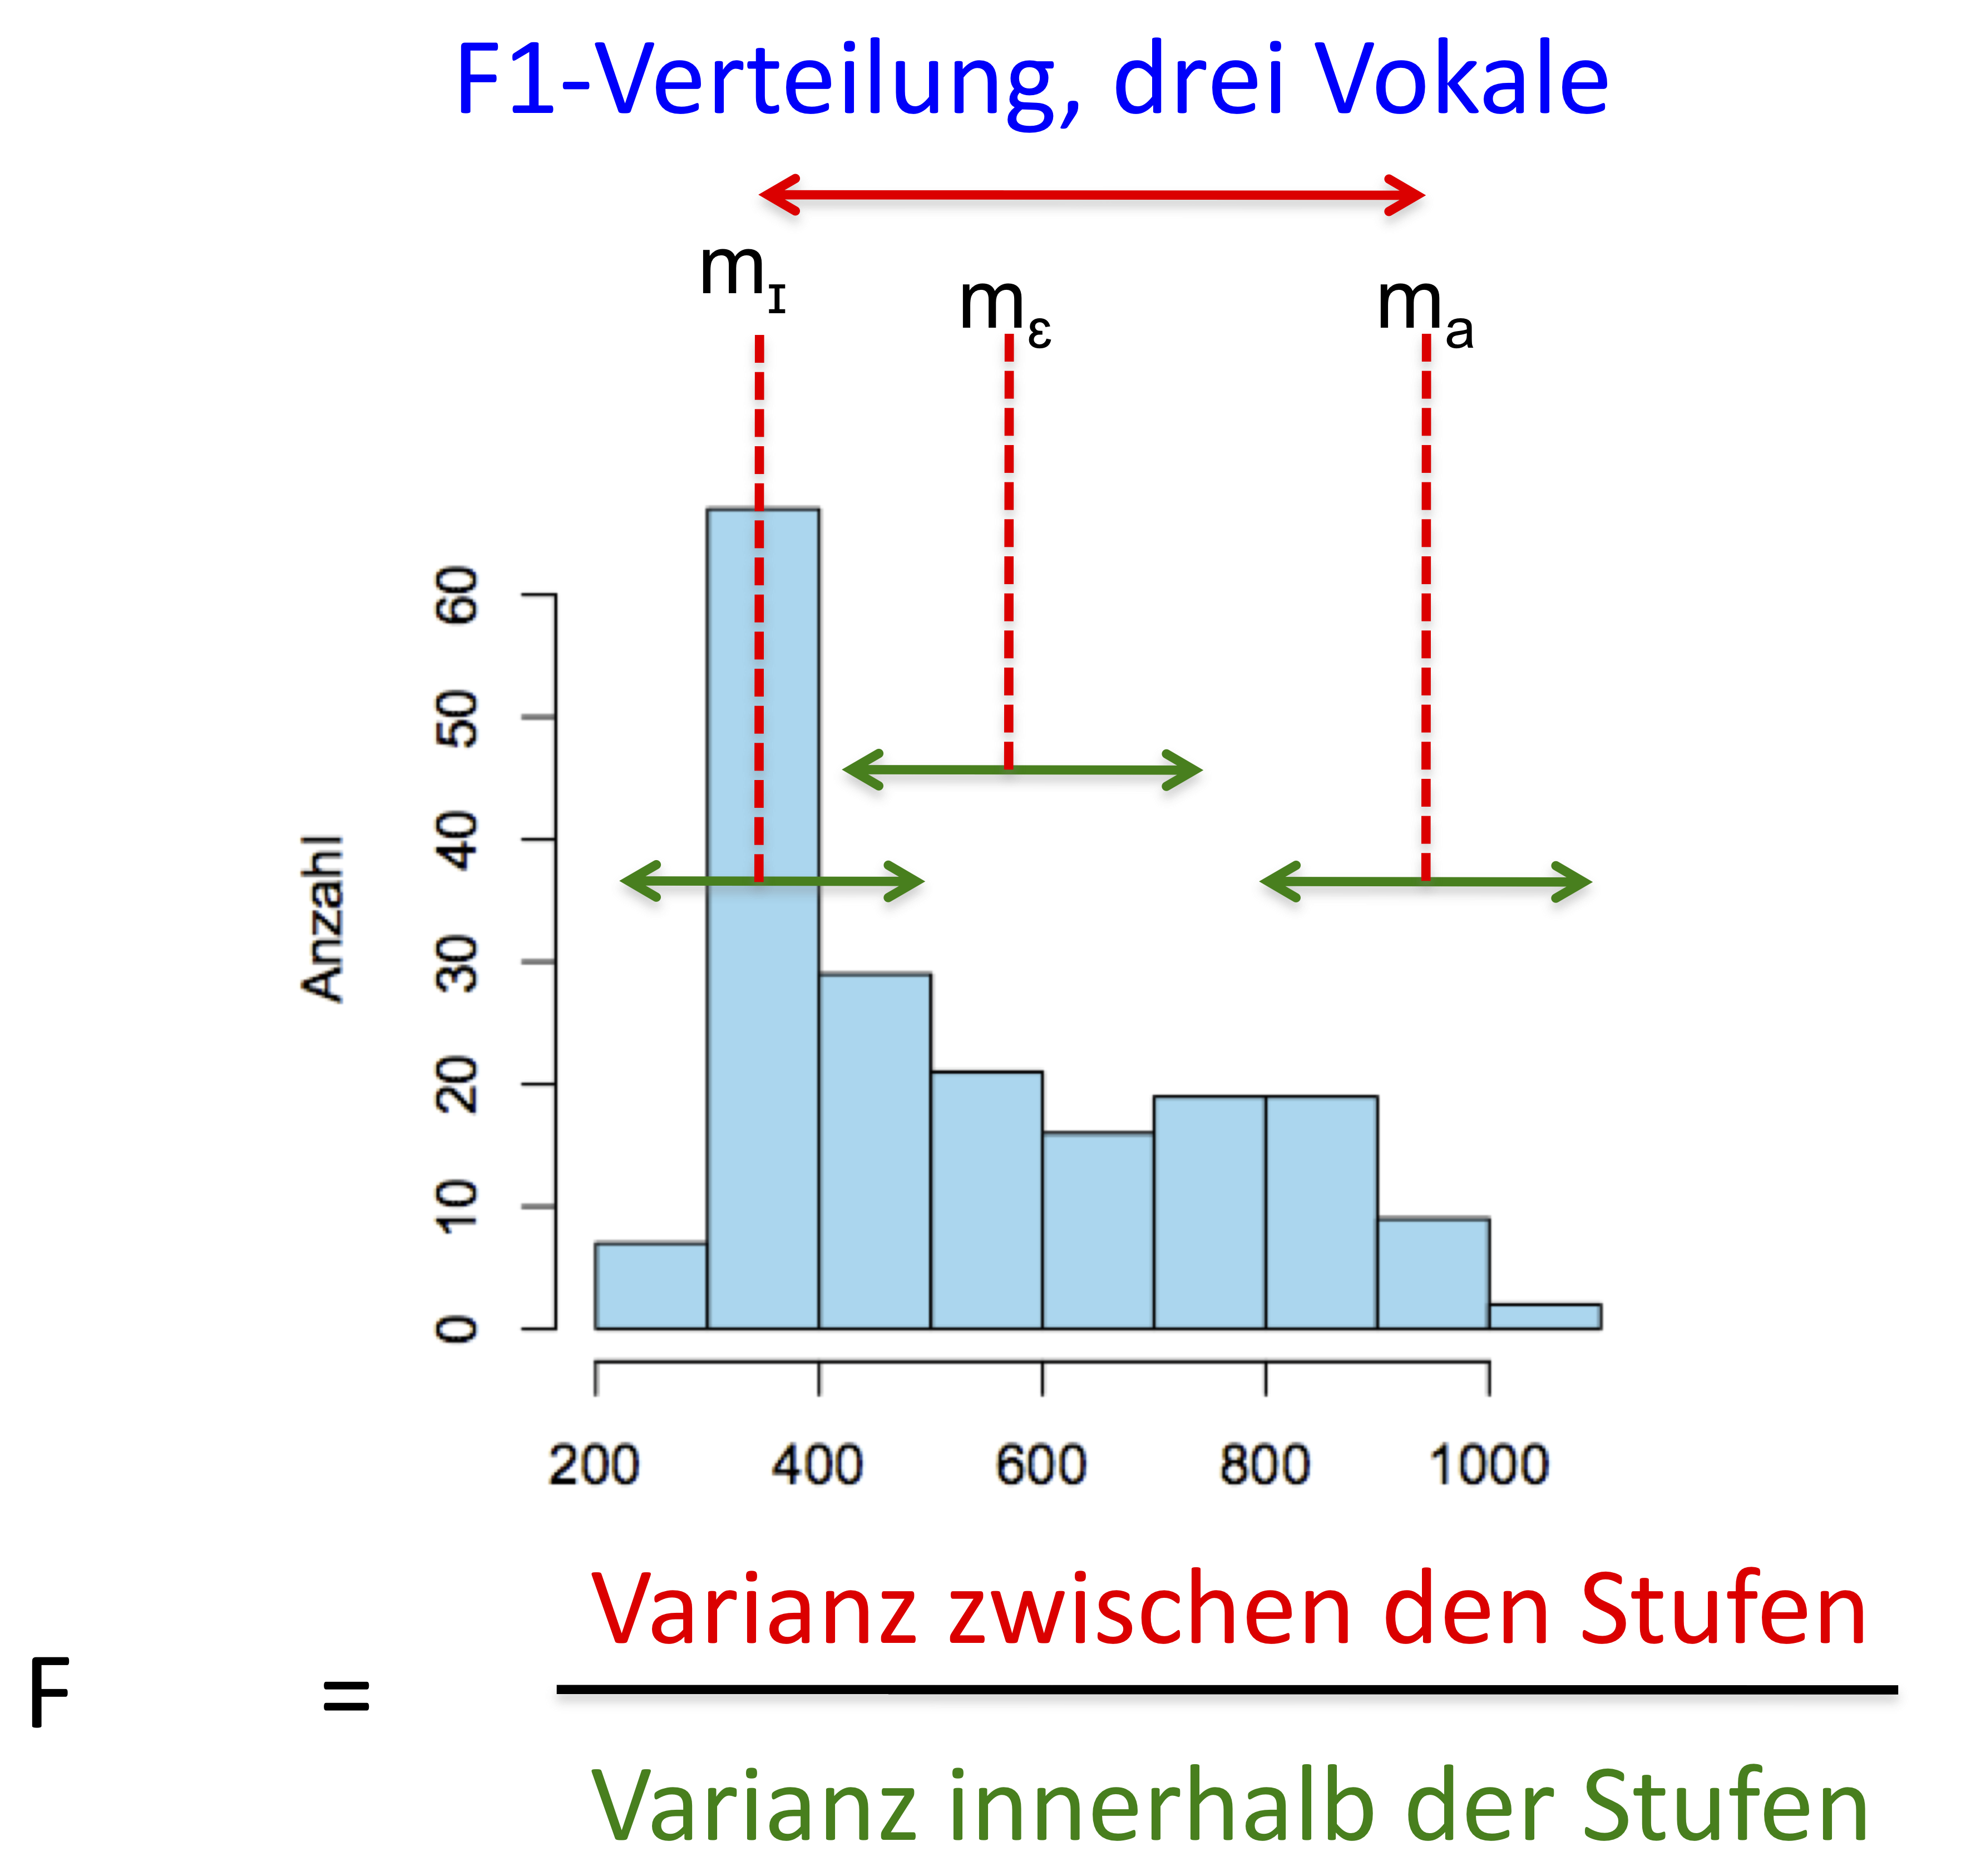 F1-Verteilung, drei Vokale
mɪ
mɛ
ma
60
50
40
30
20
10
0
Anzahl
200 400 600 800 1000
Varianz zwischen den Stufen
F =
Varianz innerhalb der Stufen